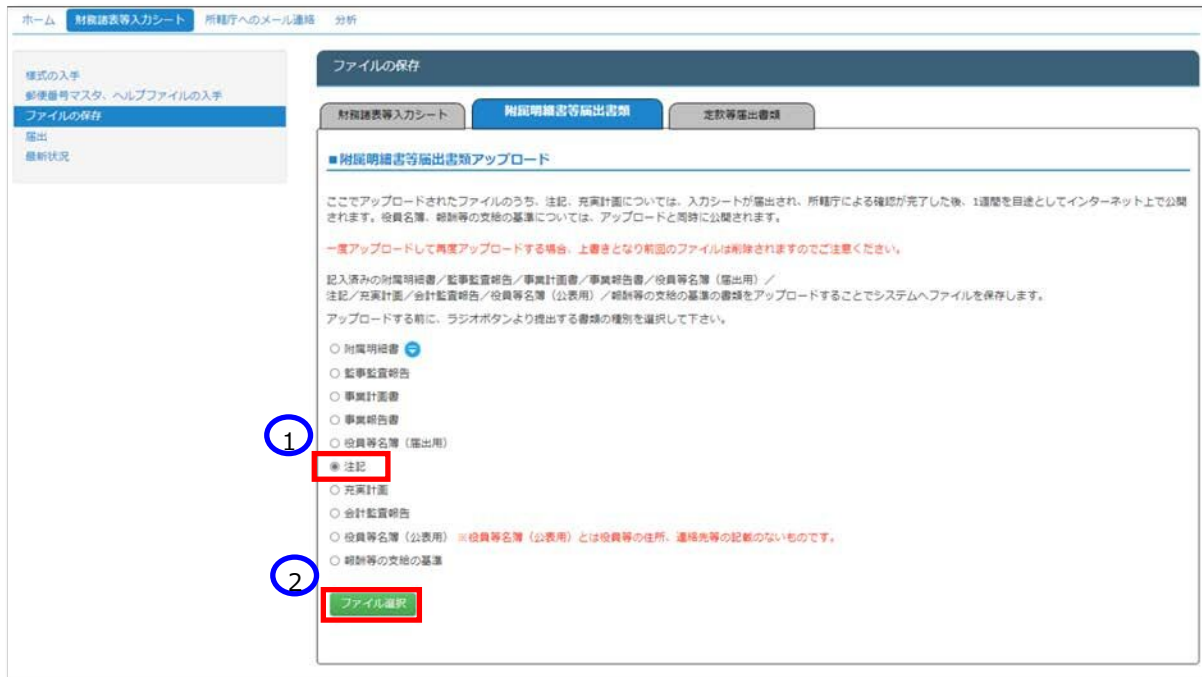 ホーム 財務諸表等入力シート 所轄庁へのメール連絡 分析
様式の入手
郵便番号マスタ、ヘルプファイルの入手
ファイルの保存
届出
最新状況
ファイルの保存
財務諸表等入力シート 附属明細書等届出書類 定款等届出書類
■附属明細書等届出書類アップロード
ここでアップロードされたファイルのうち、注記、充実計画については、入力シートが届出され、所轄庁による確認が完了した後、1週間を目途としてインターネット上で公開
されます。役員名簿、報酬等の支給の基準については、アップロードと同時に公開されます。
一度アップロードして再度アップロードする場合、上書きとなり前回のファイルは削除されますのでご注意ください。
記入済みの附属明細書／監事監査報告／事業計画書／事業報告書／役員等名簿（届出用）／
注記／充実計画／会計監査報告／役員等名簿（公表用）／報酬等の支給の基準の書類をアップロードすることでシステムへファイルを保存します。
アップロードする前に、ラジオボタンより提出する書類の種別を選択して下さい。
附属明細書
監事監査報告
事業計画書
事業報告書
1
役員等名簿（届出用）
注記
充実計画
会計監査報告
役員等名簿（公表用） ※役員等名簿（公表用）とは役員等の住所、連絡先等の記載のないものです。
報酬等の支給の基準
2
ファイル選択